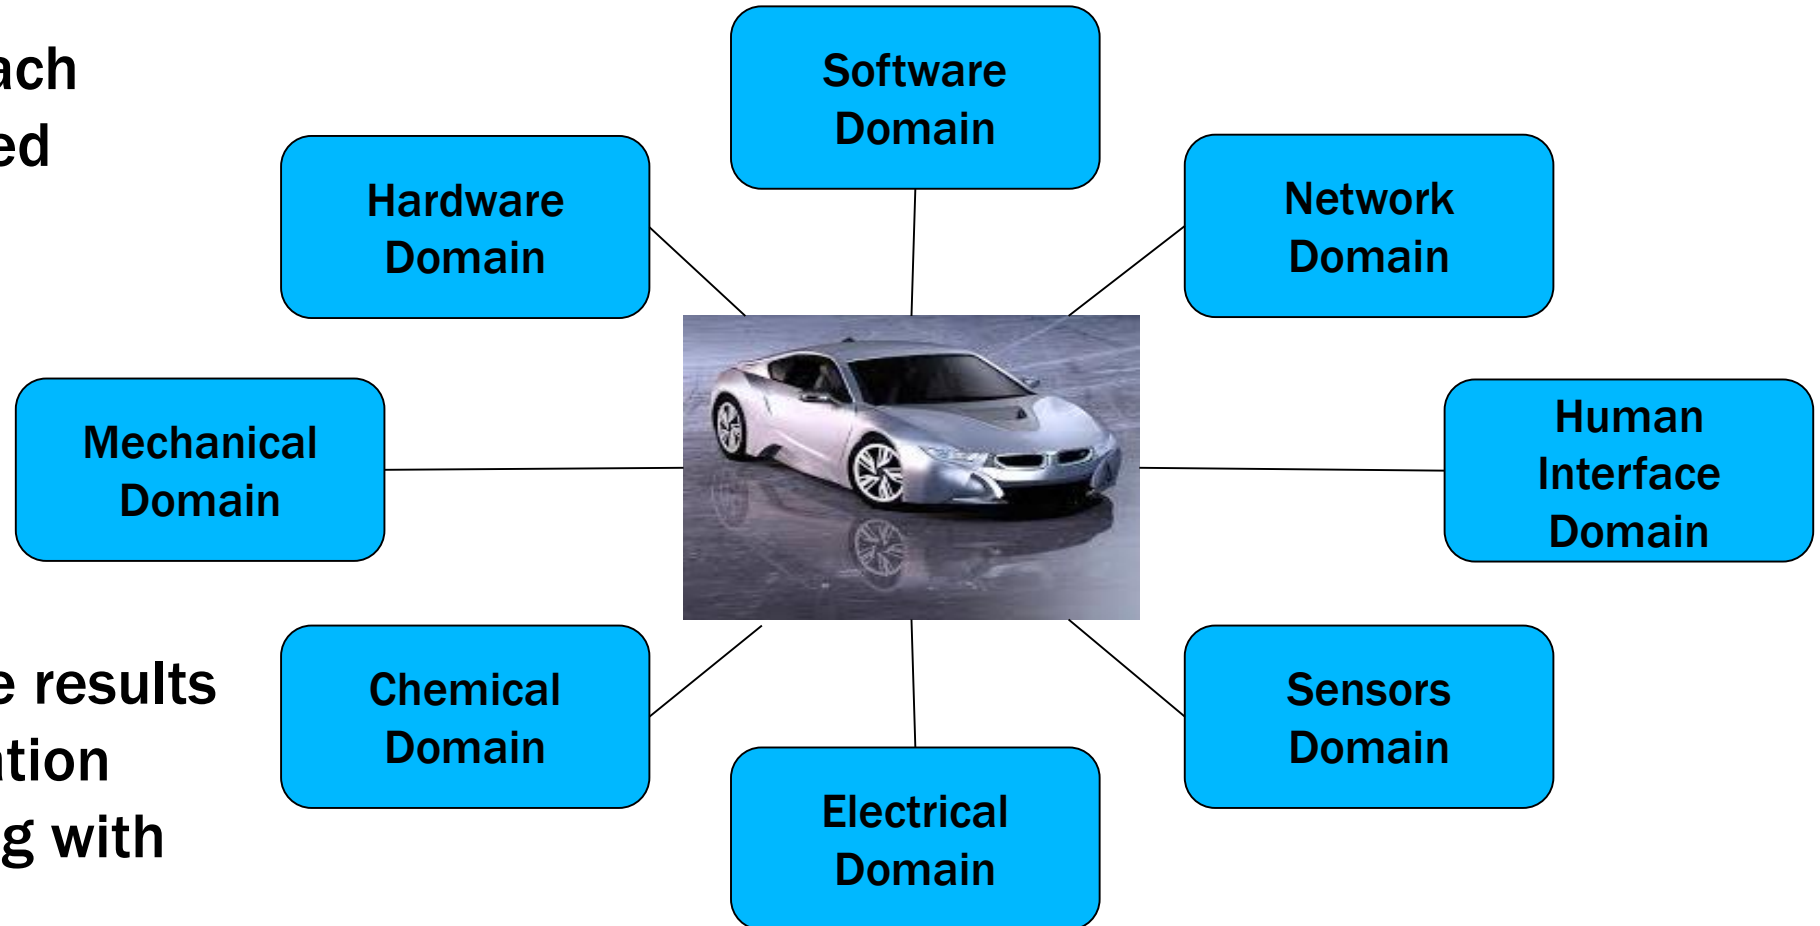 ach
ed
Software
Domain
Hardware
Domain
Network
Domain
Mechanical
Domain
Human
Interface
Domain
e results
ation
g with
Chemical
Domain
Sensors
Domain
Electrical
Domain